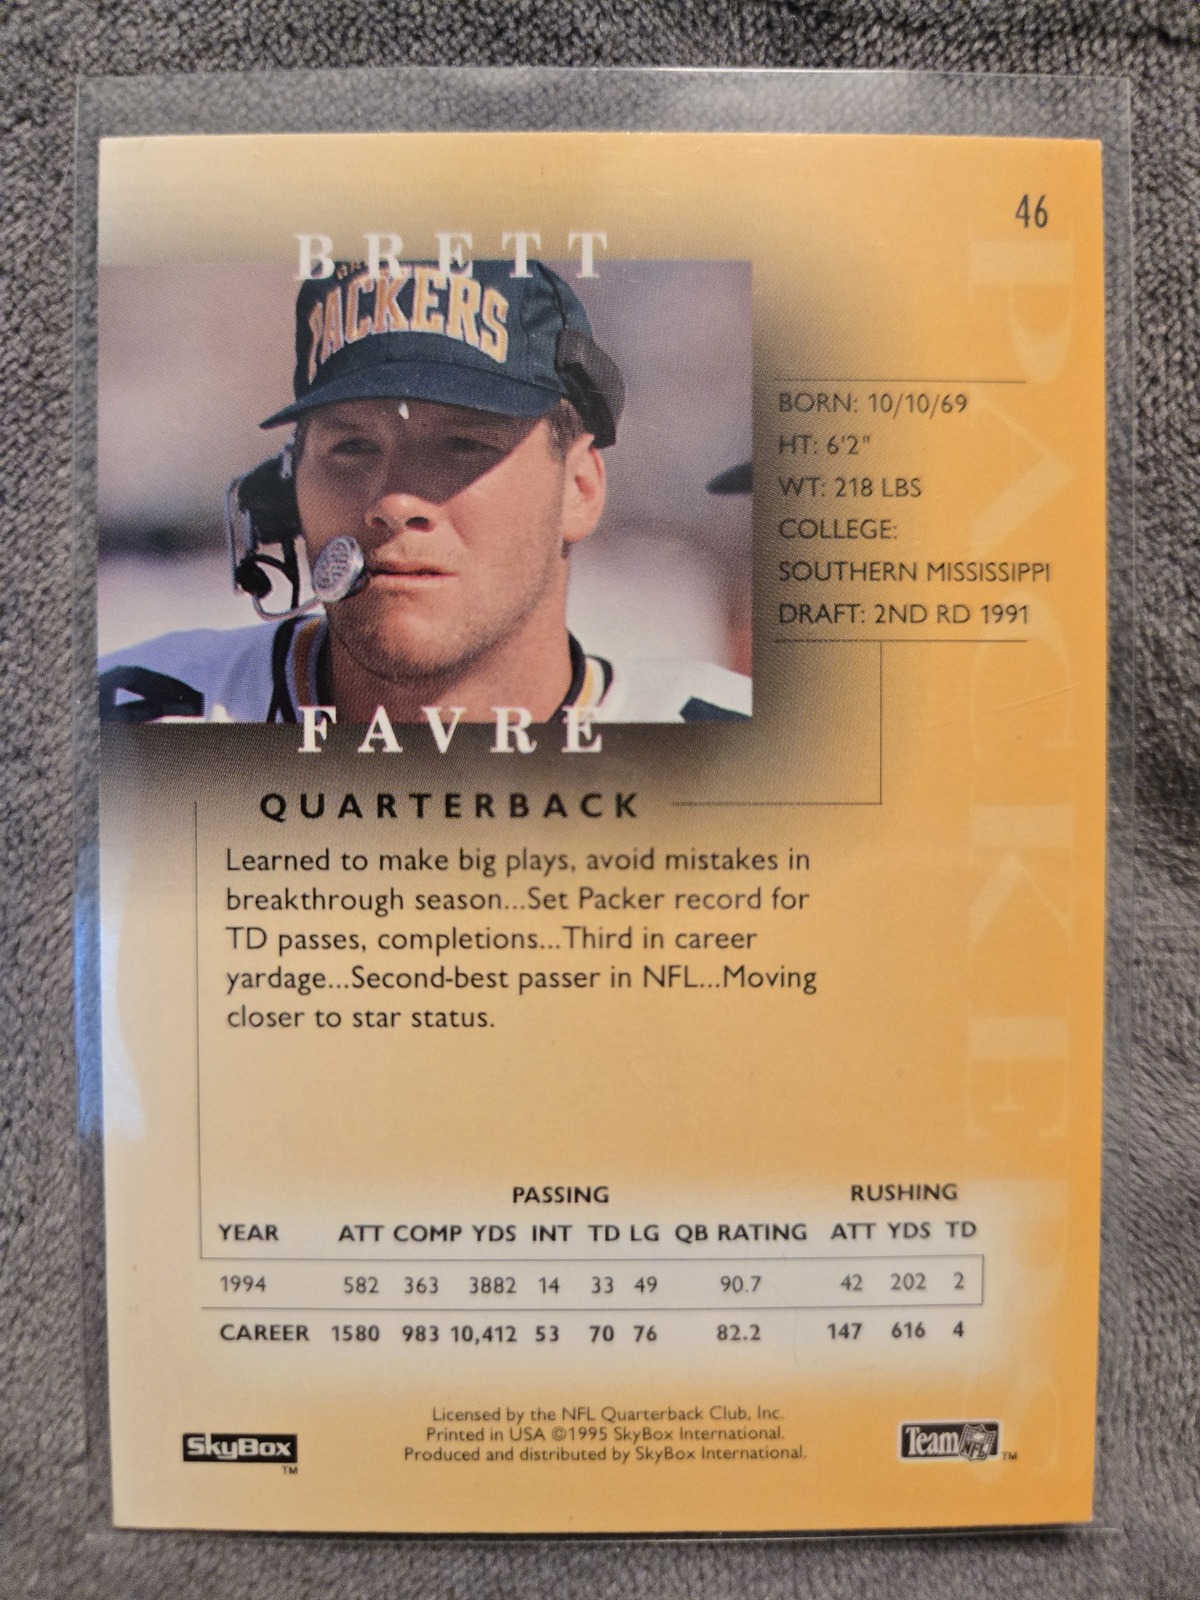 46
BRETT
PACKERS
FAVRE
BORN: 10/10/69
HT: 6'2"
WT: 218 LBS
COLLEGE:
SOUTHERN MISSISSIPPI
DRAFT: 2ND RD 1991
PACKERS
QUARTERBACK
Learned to make big plays, avoid mistakes in
breakthrough season...Set Packer record for
TD passes, completions...Third in career
yardage...Second-best passer in NFL...Moving
closer to star status.
PASSING RUSHING
YEAR ATT COMP YDS INT TD LG QB RATING ATT YDS TD
1994 582 363 3882 14 33 49 90.7 42 202 2
CAREER 1580 983 10,412 53 70 76 82.2 147 616 4
Licensed by the NFL Quarterback Club, Inc.
Printed in USA ©1995 SkyBox International.
Produced and distributed by SkyBox International.
SkyBox
TM
Team NFL TM